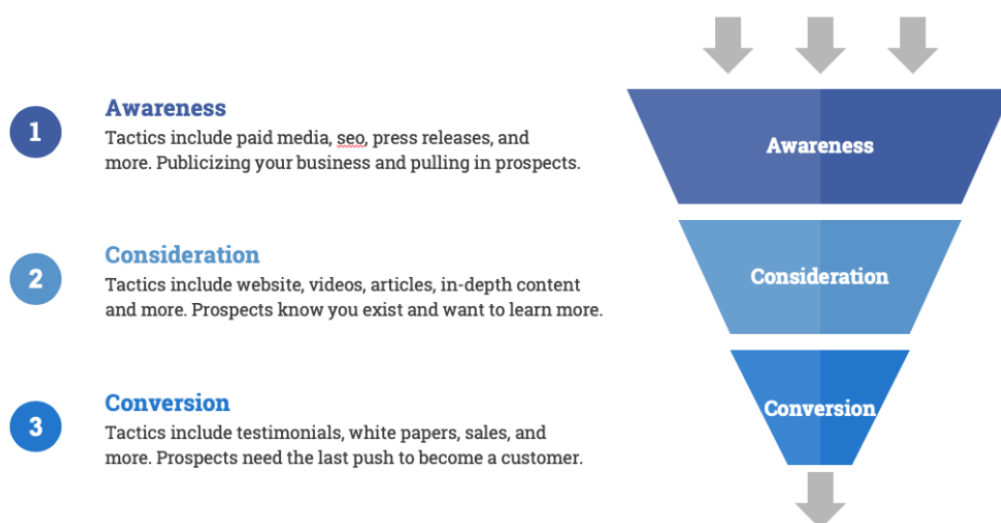 1
Awareness
Tactics include paid media, seo, press releases, and
more. Publicizing your business and pulling in prospects.
2
Consideration
Tactics include website, videos, articles, in-depth content
and more. Prospects know you exist and want to learn more.
3
Conversion
Tactics include testimonials, white papers, sales, and
more. Prospects need the last push to become a customer.
Awareness
Consideration
Conversion